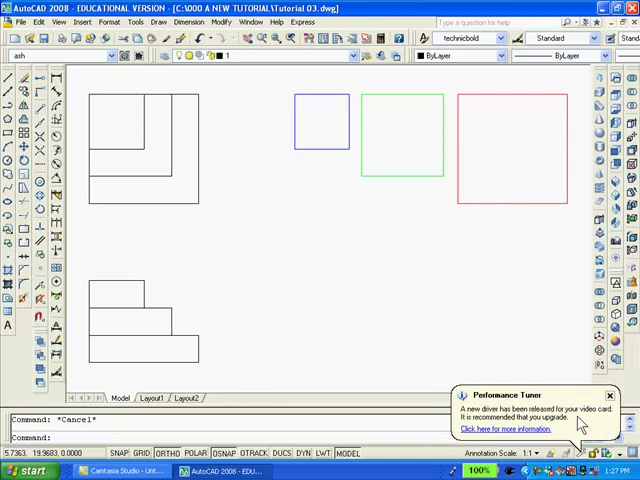 AutoCAD 2008 - EDUCATIONAL VERSION - [C:\000 A NEW TUTORIAL\Tutorial 03.dwg]
File Edit View Insert Format Tools Draw Dimension Modify Window Help Express
Type a question for help
technicbold
Standard
Standa
ash
1
ByLayer
ByLayer
Model Layout1 Layout2
Performance Tuner
A new driver has been released for your video card.
It is recommended that you upgrade.
Click here for more information.
Command: *Cancel*
Command:
5.7363, 19.9683, 0.0000
SNAP GRID ORTHO POLAR OSNAP OTRACK DUCS DYN LWT MODEL
Annotation Scale: 1:1
start
Camtasia Studio - Unt...
AutoCAD 2008 - EDU...
100%
1:27 PM